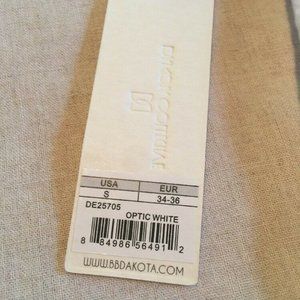 USA EUR
S 34-36
DE25705
OPTIC WHITE
8 84986 56491 2
WWW.BBDAKOTA.COM